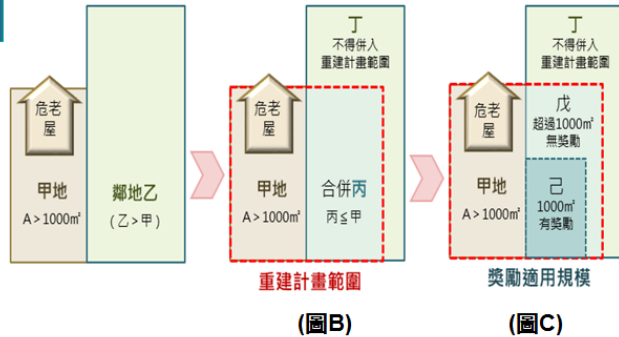 危老
屋
甲地
A > 1000㎡
鄰地乙
(乙>甲)
丁
不得併入
重建計畫範圍
危老
屋
甲地
A > 1000㎡
合併丙
丙≦甲
重建計畫範圍
(圖B)
丁
不得併入
重建計畫範圍
危老
屋
戊
超過1000㎡
無獎勵
甲地
A > 1000㎡
己
1000㎡
有獎勵
獎勵適用規模
(圖C)